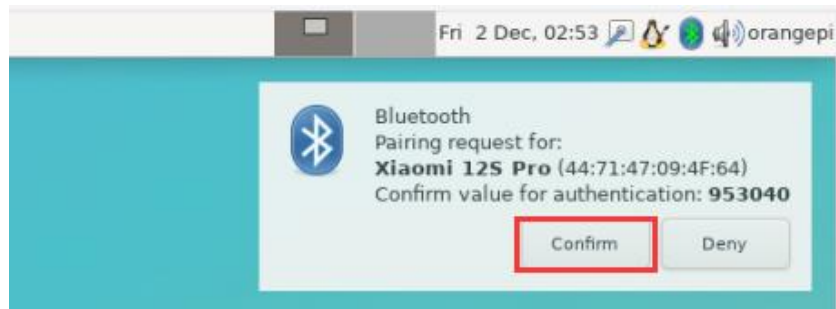 Fri 2 Dec, 02:53 orangepi
Bluetooth
Pairing request for:
Xiaomi 12S Pro (44:71:47:09:4F:64)
Confirm value for authentication: 953040
Confirm Deny